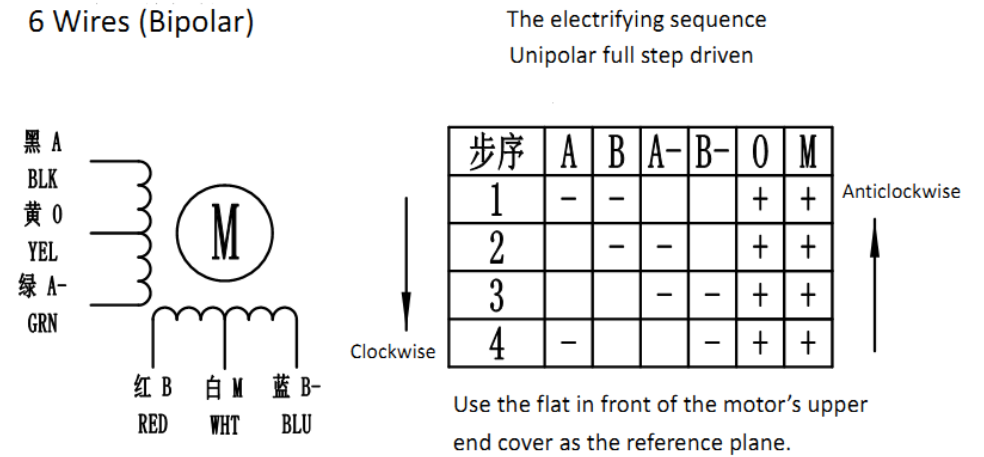 6 Wires (Bipolar)
The electrifying sequence
Unipolar full step driven
黑 A
BLK
黄 O
YEL
绿 A-
GRN
M
红 B
RED
白 M
WHT
蓝 B-
BLU
Clockwise
步序 A B A- B- O M
1 - - + +
2 - - + +
3 - - + +
4 - - + +
Anticlockwise
Use the flat in front of the motor's upper
end cover as the reference plane.